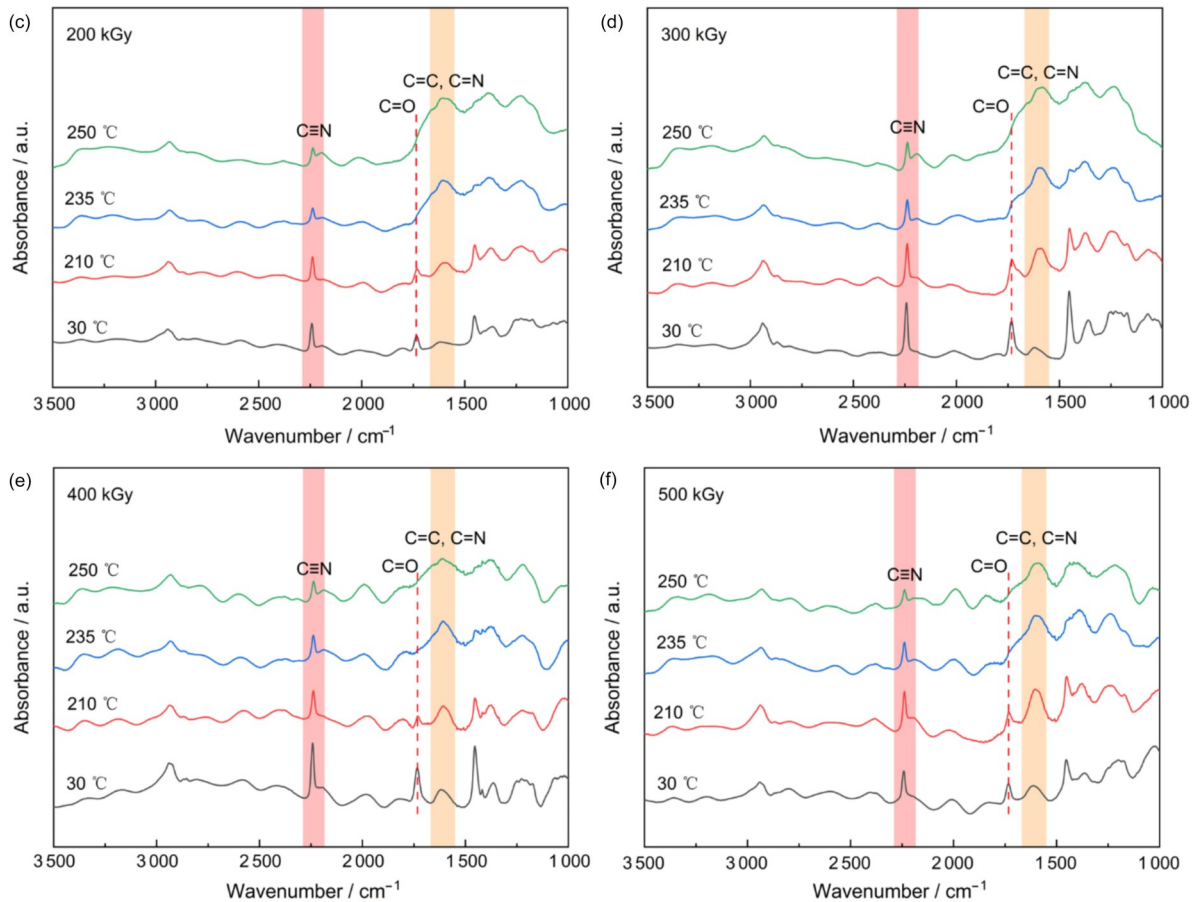 (c)
200 kGy
C=C, C=N
C=O
C≡N
250 ℃
235 ℃
210 ℃
30 ℃
Absorbance / a.u.
3 500 3 000 2 500 2 000 1 500 1 000
Wavenumber / cm⁻¹
(d)
300 kGy
C=C, C=N
C=O
C≡N
250 ℃
235 ℃
210 ℃
30 ℃
Absorbance / a.u.
3 500 3 000 2 500 2 000 1 500 1 000
Wavenumber / cm⁻¹
(e)
400 kGy
C=C, C=N
C=O
C≡N
250 ℃
235 ℃
210 ℃
30 ℃
Absorbance / a.u.
3 500 3 000 2 500 2 000 1 500 1 000
Wavenumber / cm⁻¹
(f)
500 kGy
C=C, C=N
C=O
C≡N
250 ℃
235 ℃
210 ℃
30 ℃
Absorbance / a.u.
3 500 3 000 2 500 2 000 1 500 1 000
Wavenumber / cm⁻¹